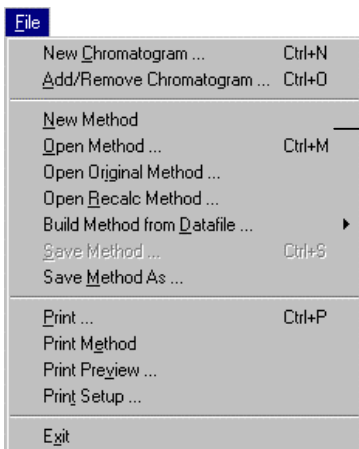 File
New Chromatogram ... Ctrl+N
Add/Remove Chromatogram ... Ctrl+O
New Method
Open Method ... Ctrl+M
Open Original Method ...
Open Recalc Method ...
Build Method from Datafile ...
Save Method ... Ctrl+S
Save Method As ...
Print ... Ctrl+P
Print Method
Print Preview ...
Print Setup ...
Exit